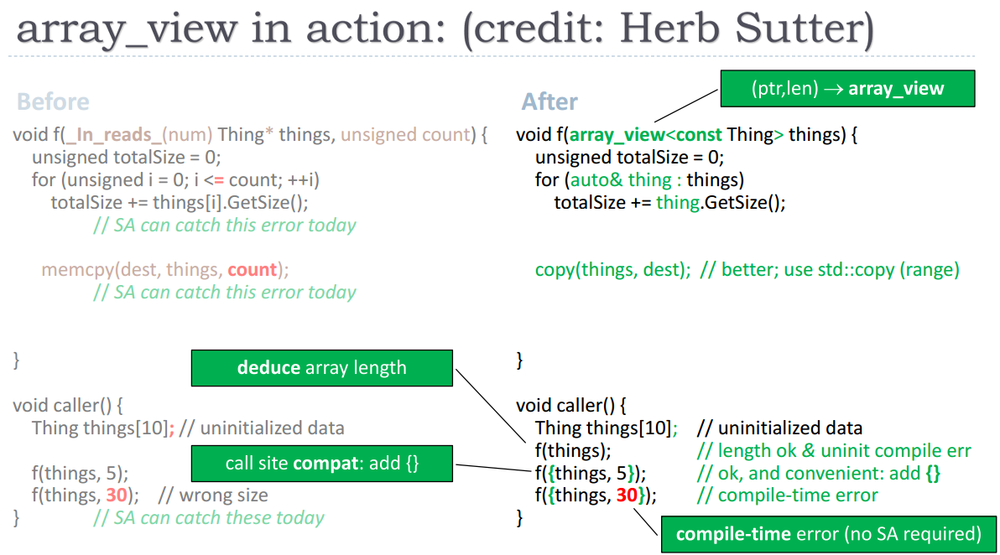 array_view in action: (credit: Herb Sutter)
(ptr,len) → array_view
Before
void f(_In_reads_(num) Thing* things, unsigned count) {
unsigned totalSize = 0;
for (unsigned i = 0; i <= count; ++i)
totalSize += things[i].GetSize();
// SA can catch this error today
memcpy(dest, things, count);
// SA can catch this error today
}
deduce array length
void caller() {
Thing things[10]; // uninitialized data
call site compat: add {}
f(things, 5);
f(things, 30); // wrong size
} // SA can catch these today
After
void f(array_view<const Thing> things) {
unsigned totalSize = 0;
for (auto& thing : things)
totalSize += thing.GetSize();
copy(things, dest); // better; use std::copy (range)
}
void caller() {
Thing things[10]; // uninitialized data
f(things); // length ok & uninit compile err
f({things, 5}); // ok, and convenient: add {}
f({things, 30}); // compile-time error
}
compile-time error (no SA required)